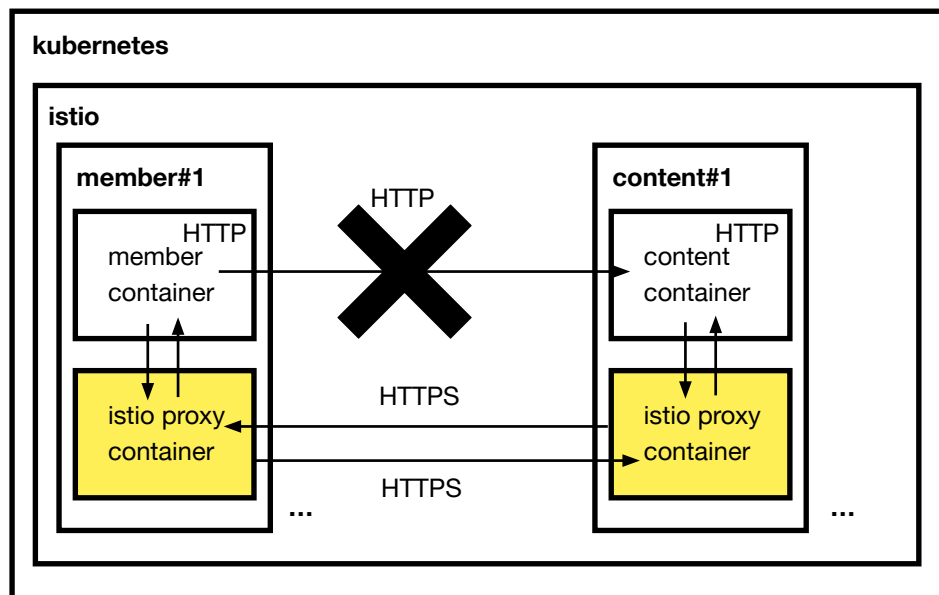 kubernetes
istio
member#1
HTTP
content#1
HTTP
member
container
HTTP
content
container
HTTPS
istio proxy
container
istio proxy
container
HTTPS
...
...